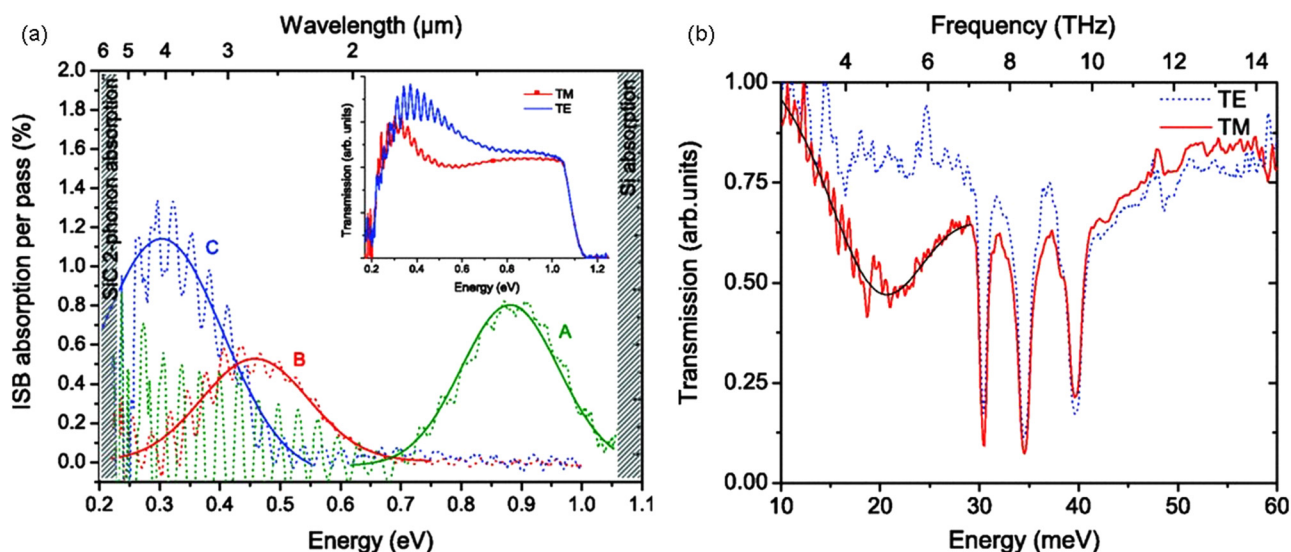 (a)
Wavelength (µm)
6 5 4 3 2
2.0
1.8
1.6
1.4
1.2
1.0
0.8
0.6
0.4
0.2
0.0
ISB absorption per pass (%)
SiC 2-phonon absorption
Si absorption
C
B
A
TM
TE
Transmission (arb. units)
0.2 0.4 0.6 0.8 1.0 1.2
Energy (eV)
0.2 0.3 0.4 0.5 0.6 0.7 0.8 0.9 1.0 1.1
Energy (eV)
(b)
Frequency (THz)
4 6 8 10 12 14
1.00
0.75
0.50
0.25
0.00
Transmission (arb.units)
TE
TM
10 20 30 40 50 60
Energy (meV)